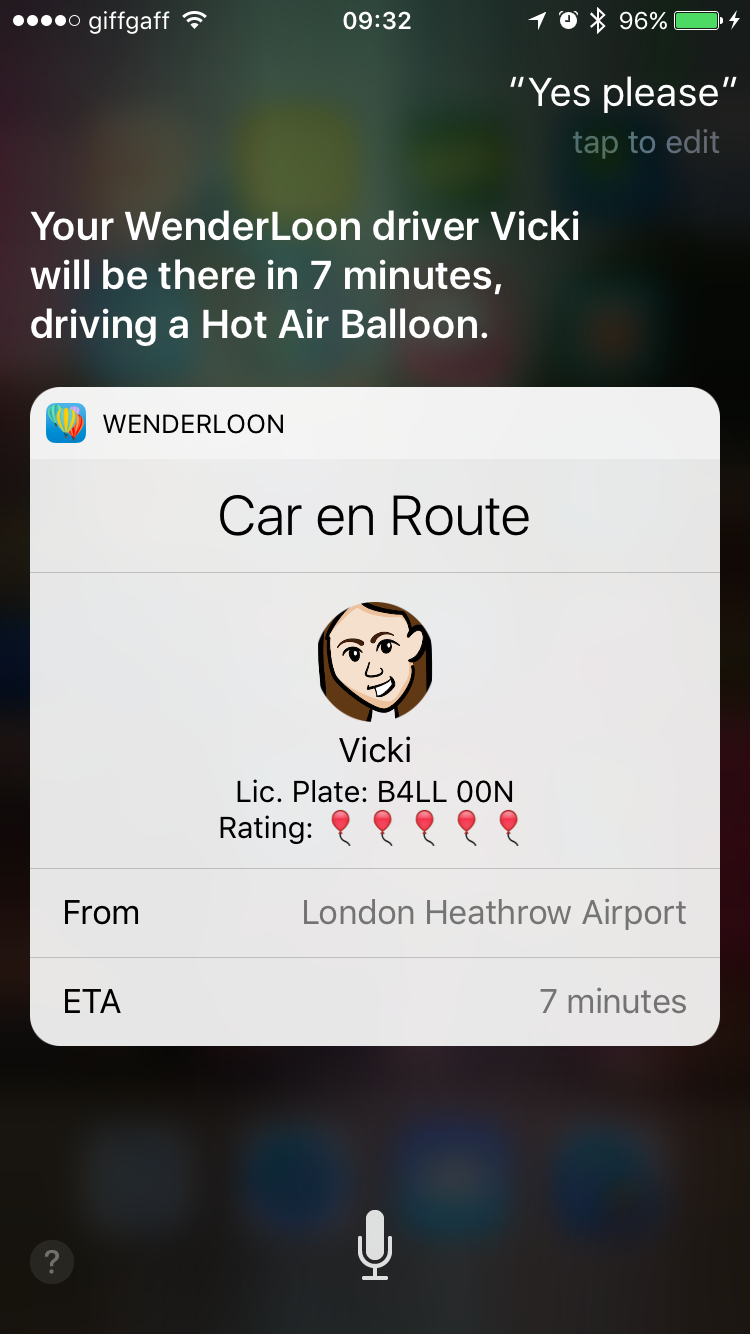 giffgaff 09:32 96%
“Yes please”
tap to edit
Your WenderLoon driver Vicki
will be there in 7 minutes,
driving a Hot Air Balloon.
WENDERLOON
Car en Route
Vicki
Lic. Plate: B4LL 00N
Rating: 🎈 🎈 🎈 🎈 🎈
From London Heathrow Airport
ETA 7 minutes
?